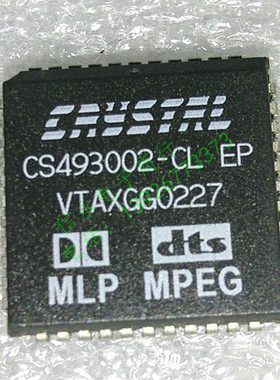 CRYSTAL
CS493002-CL EP
VTAXGG0227
dts
MLP MPEG